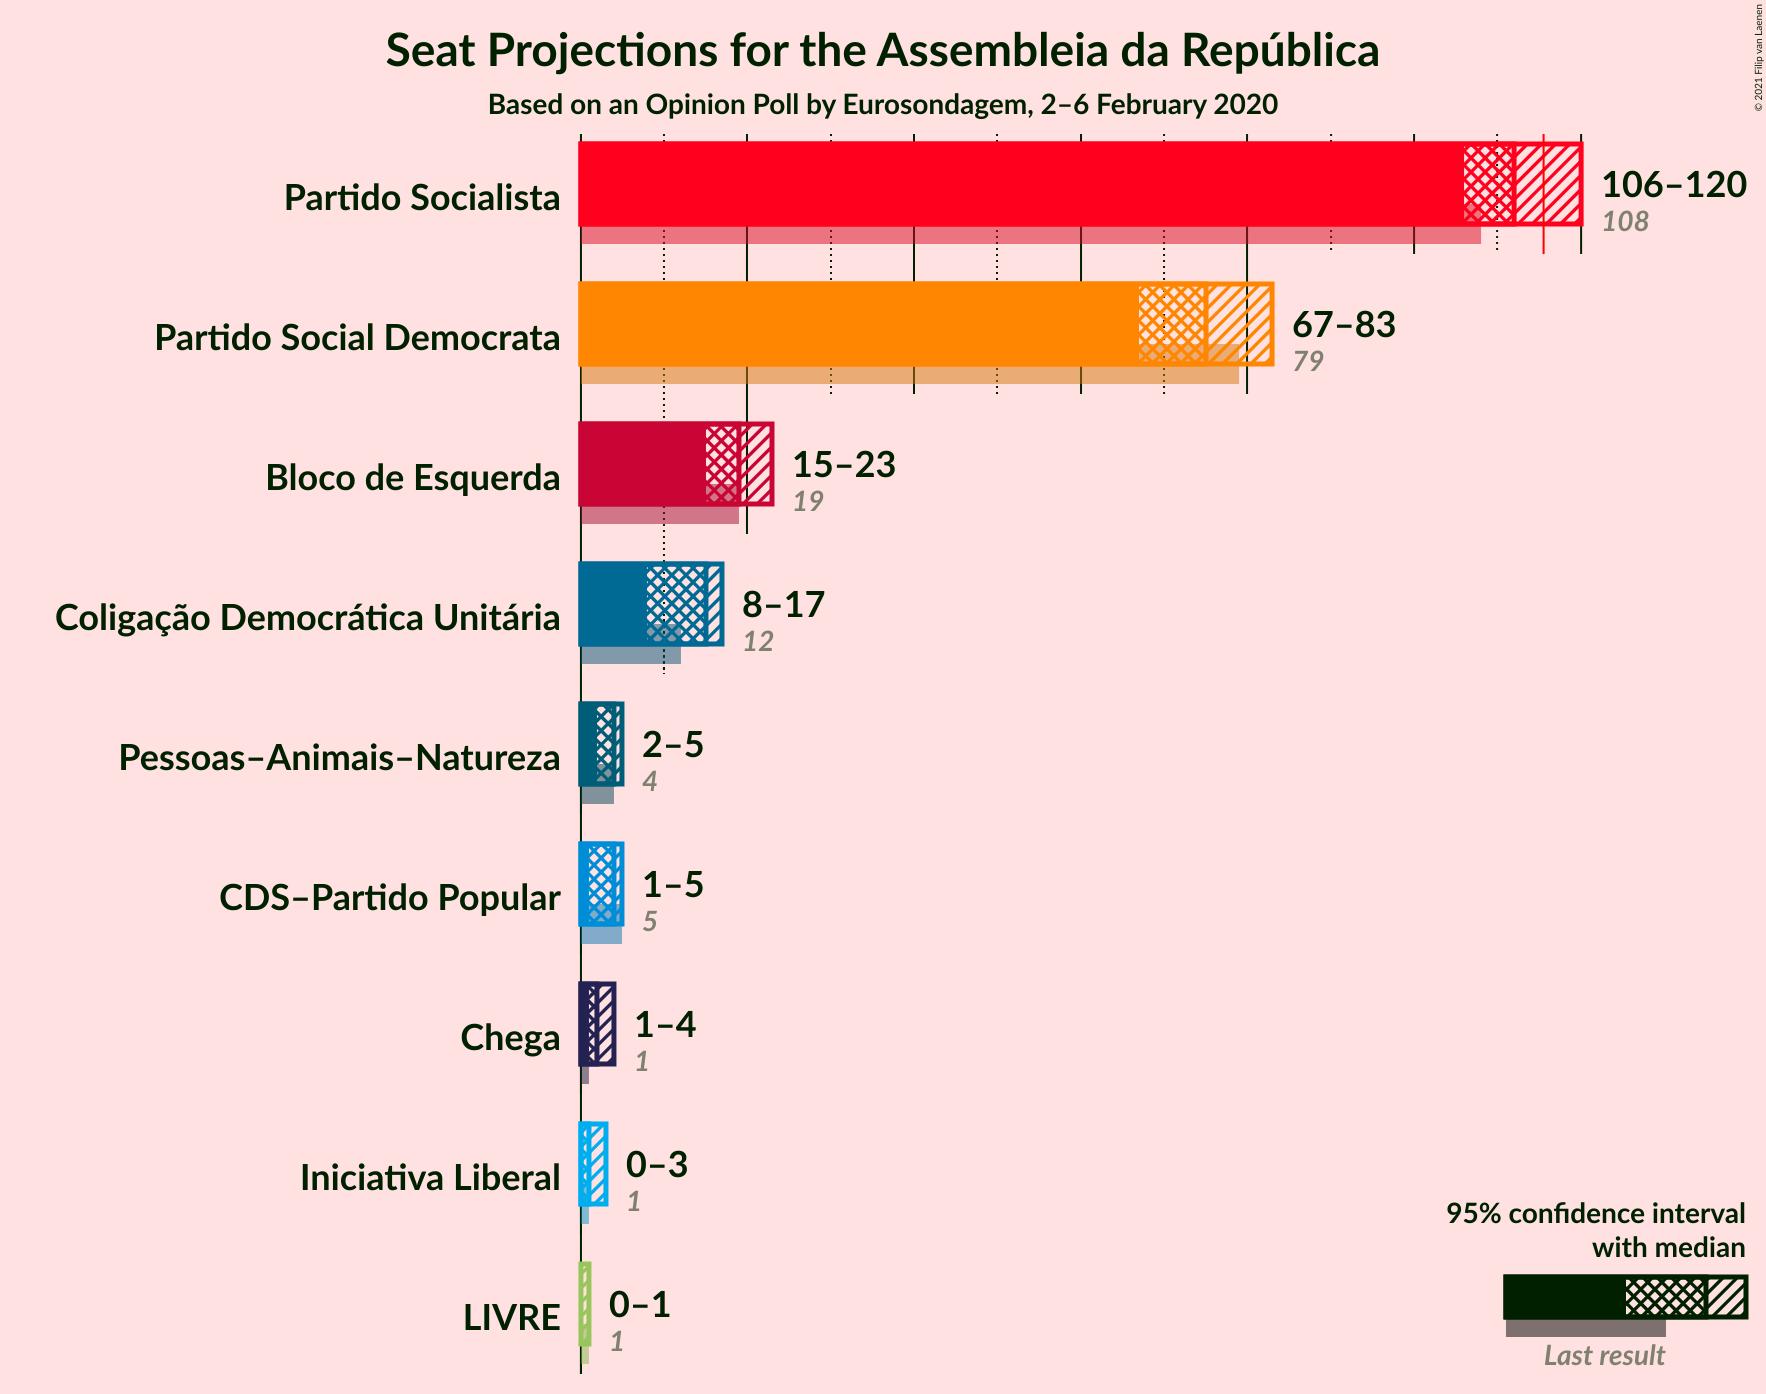 Seat Projections for the Assembleia da República
Based on an Opinion Poll by Eurosondagem, 2–6 February 2020
© 2021 Filip van Laenen
Partido Socialista
106–120
108
Partido Social Democrata
67–83
79
Bloco de Esquerda
15–23
19
Coligação Democrática Unitária
8–17
12
Pessoas–Animais–Natureza
2–5
4
CDS–Partido Popular
1–5
5
Chega
1–4
1
Iniciativa Liberal
0–3
1
LIVRE
0–1
1
95% confidence interval
with median
Last result